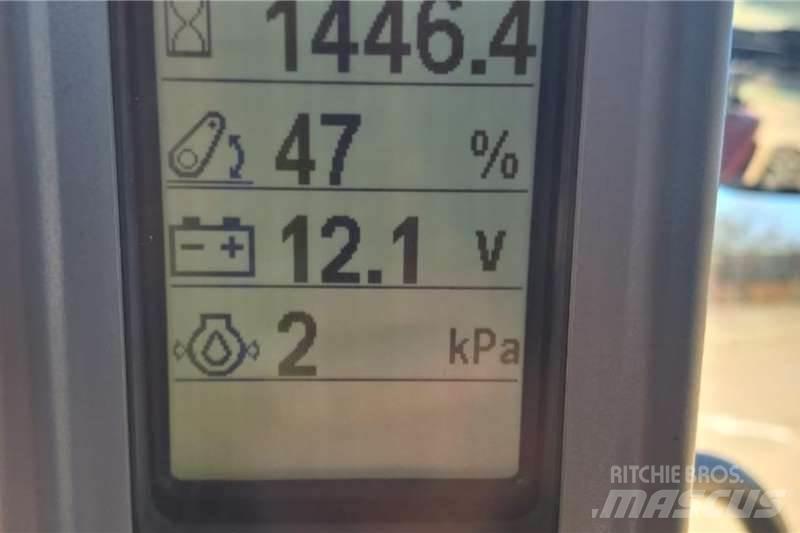 1446.4
47 %
- + 12.1 V
2 kPa
RITCHIE BROS.
MASCUS